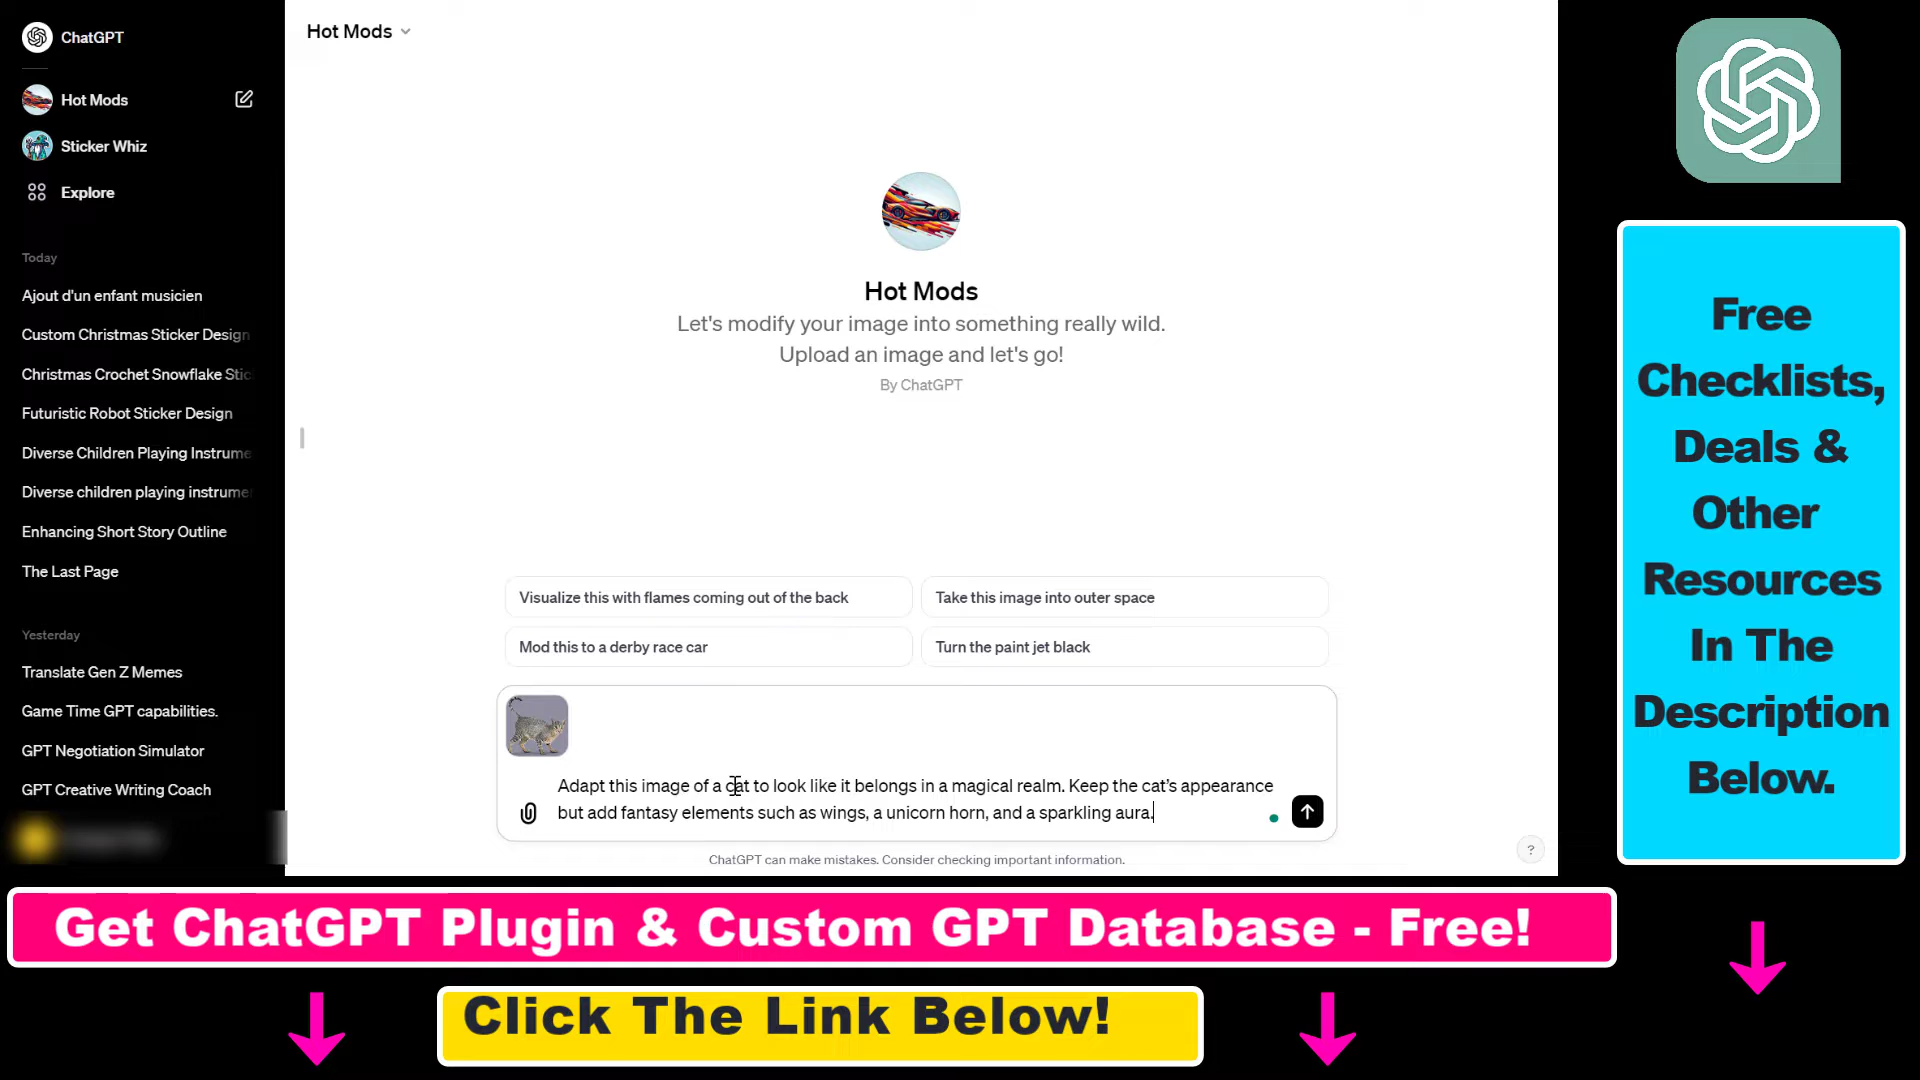 ChatGPT
Hot Mods
Sticker Whiz
Explore
Today
Ajout d'un enfant musicien
Custom Christmas Sticker Design
Christmas Crochet Snowflake Stic
Futuristic Robot Sticker Design
Diverse Children Playing Instrume
Diverse children playing instrume
Enhancing Short Story Outline
The Last Page
Yesterday
Translate Gen Z Memes
Game Time GPT capabilities.
GPT Negotiation Simulator
GPT Creative Writing Coach
Hot Mods
Hot Mods
Let's modify your image into something really wild.
Upload an image and let's go!
By ChatGPT
Visualize this with flames coming out of the back
Take this image into outer space
Mod this to a derby race car
Turn the paint jet black
Adapt this image of a cat to look like it belongs in a magical realm. Keep the cat’s appearance
but add fantasy elements such as wings, a unicorn horn, and a sparkling aura.
ChatGPT can make mistakes. Consider checking important information.
?
Free
Checklists,
Deals &
Other
Resources
In The
Description
Below.
Get ChatGPT Plugin & Custom GPT Database - Free!
Click The Link Below!